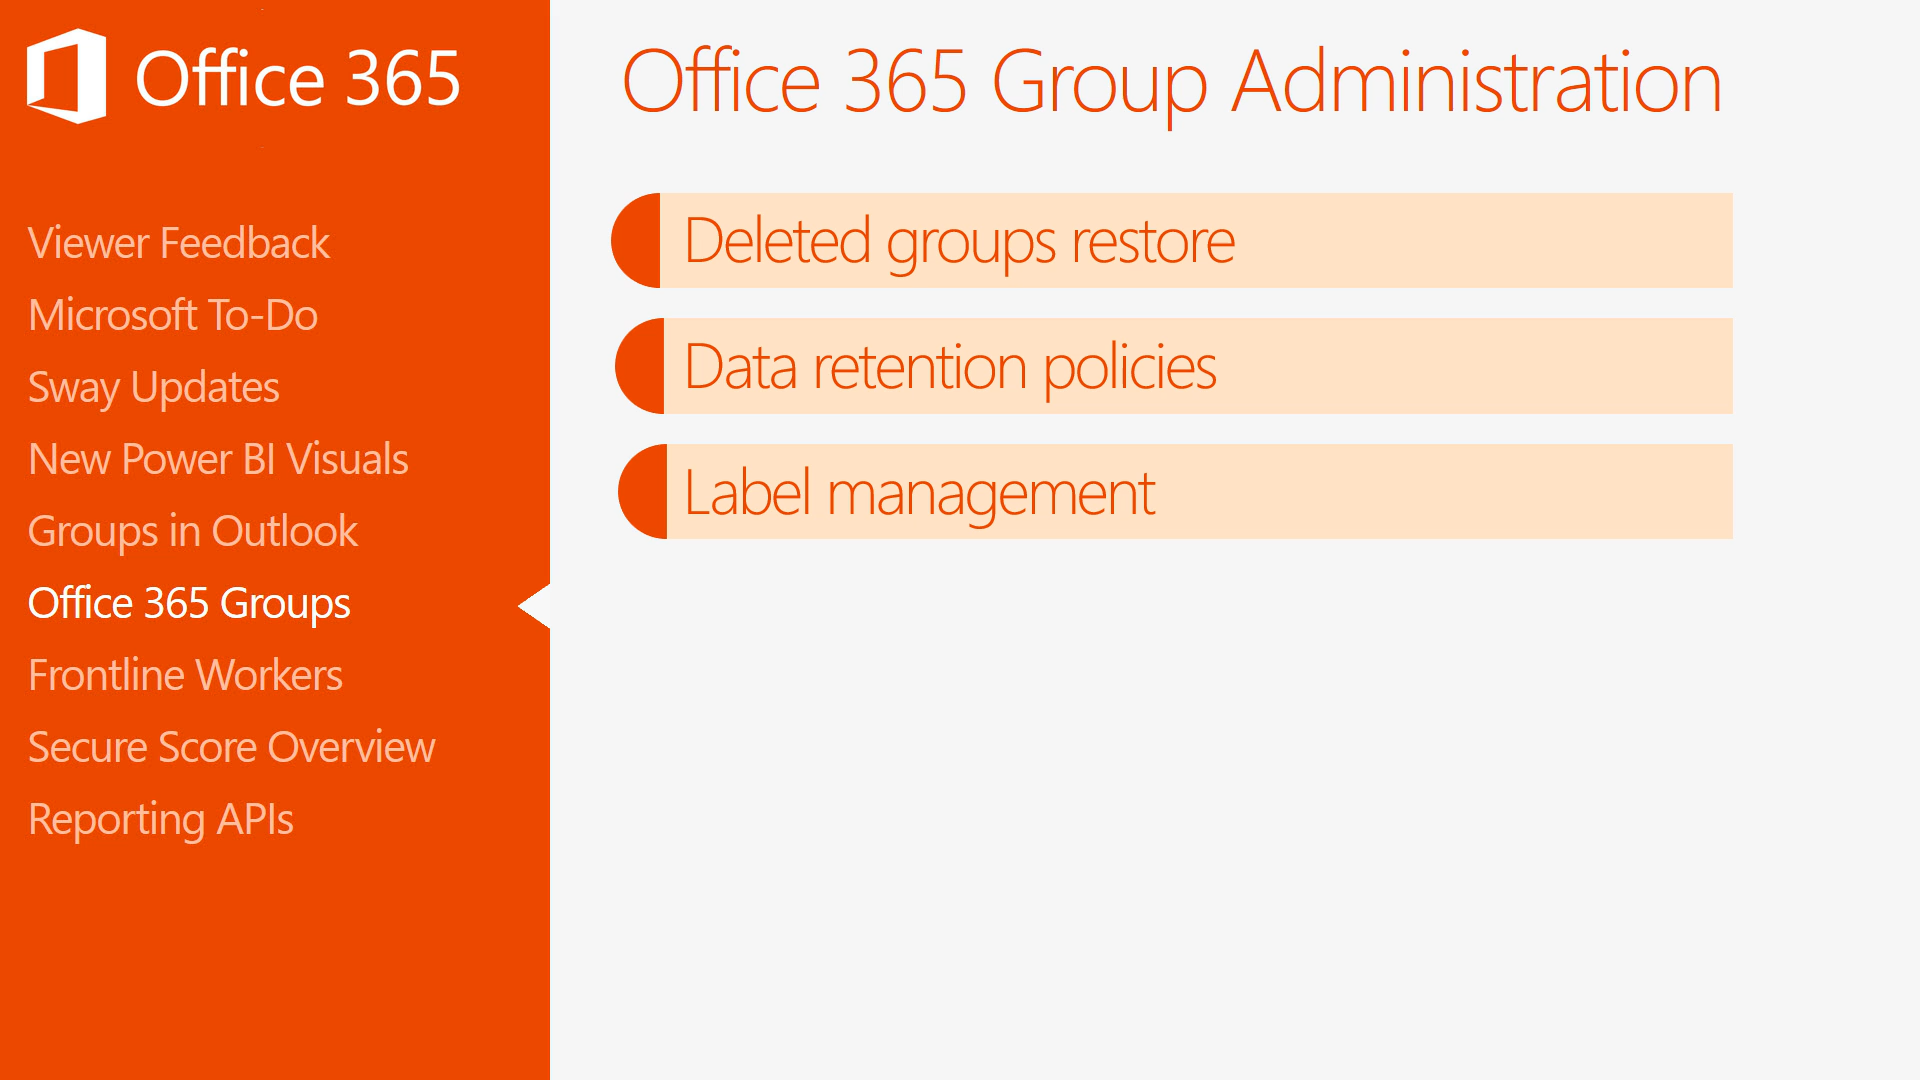 Office 365
Viewer Feedback
Microsoft To-Do
Sway Updates
New Power BI Visuals
Groups in Outlook
Office 365 Groups
Frontline Workers
Secure Score Overview
Reporting APIs
Office 365 Group Administration
Deleted groups restore
Data retention policies
Label management